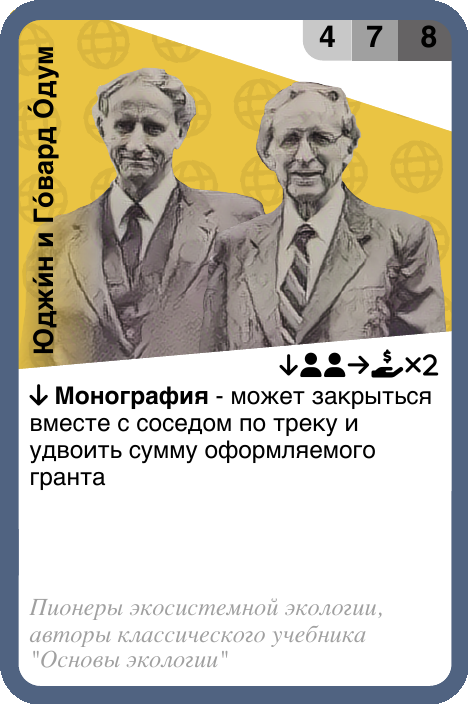 4 7 8
Юджи́н и Го́вард О́дум
↓→$×2
↓ Монография - может закрыться
вместе с соседом по треку и
удвоить сумму оформляемого
гранта
Пионеры экосистемной экологии,
авторы классического учебника
"Основы экологии"